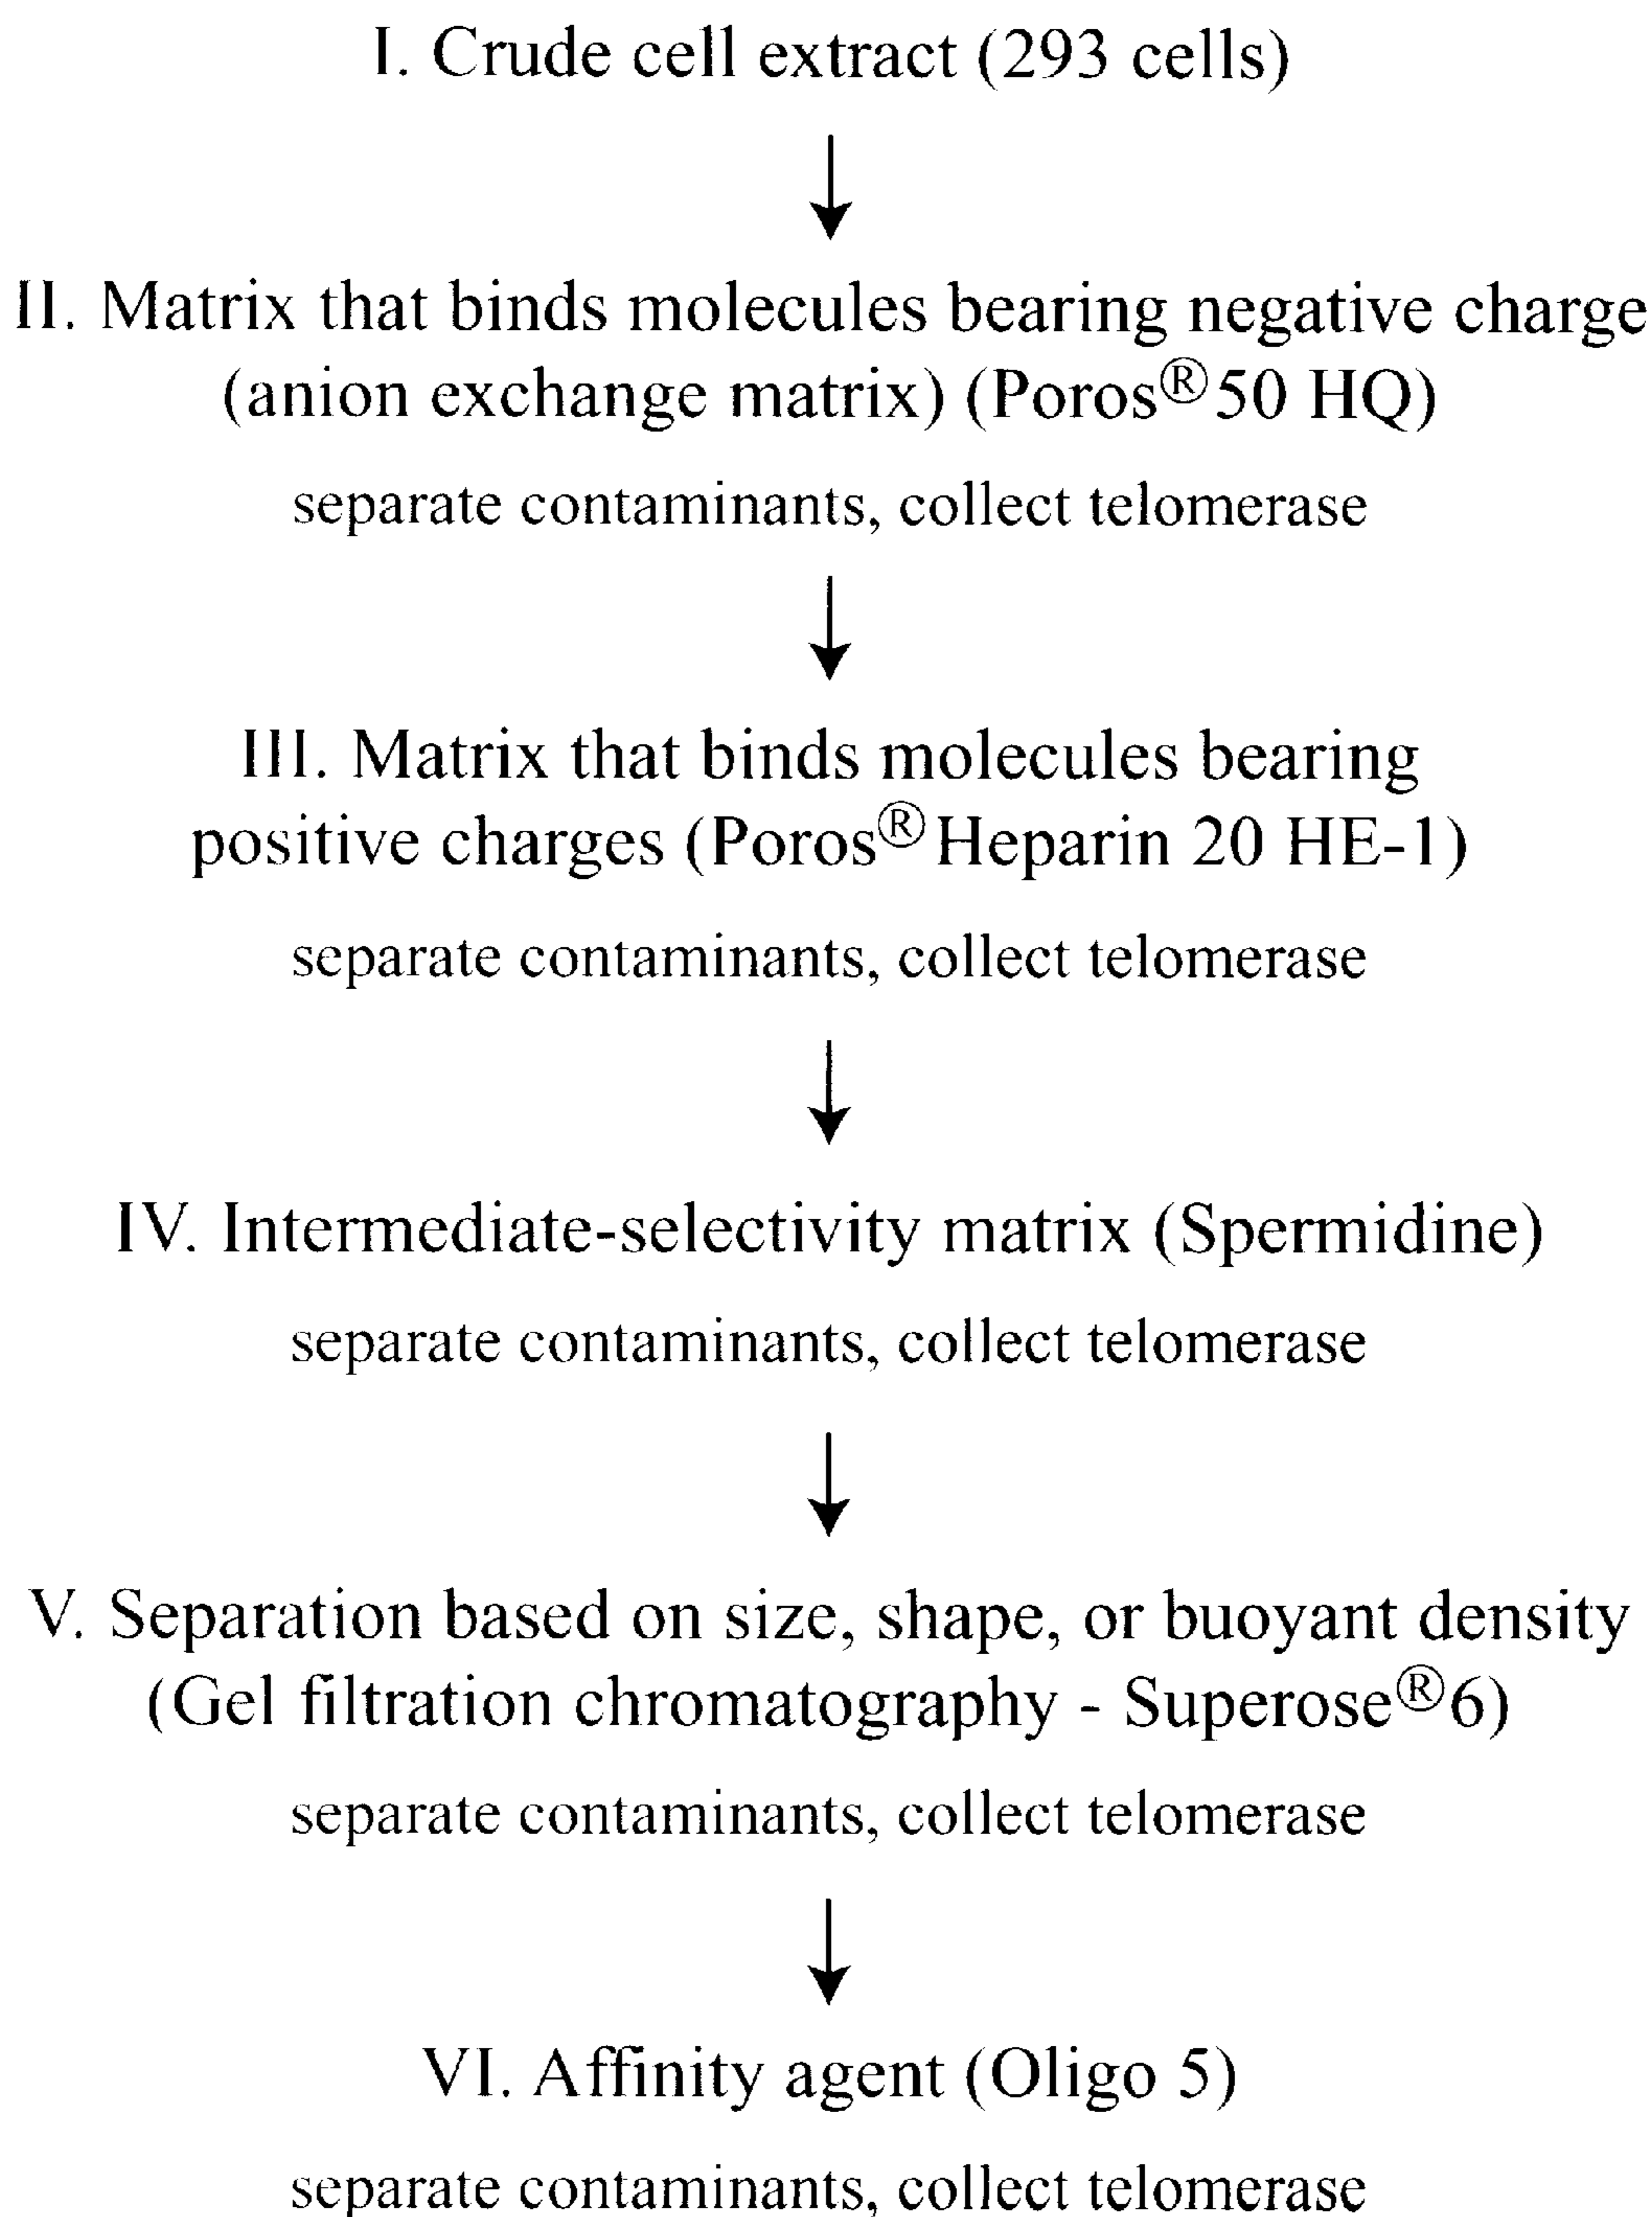 I. Crude cell extract (293 cells)
II. Matrix that binds molecules bearing negative charge
(anion exchange matrix) (Poros®50 HQ)
separate contaminants, collect telomerase
III. Matrix that binds molecules bearing
positive charges (Poros®Heparin 20 HE-1)
separate contaminants, collect telomerase
IV. Intermediate-selectivity matrix (Spermidine)
separate contaminants, collect telomerase
V. Separation based on size, shape, or buoyant density
(Gel filtration chromatography - Superose®6)
separate contaminants, collect telomerase
VI. Affinity agent (Oligo 5)
separate contaminants, collect telomerase